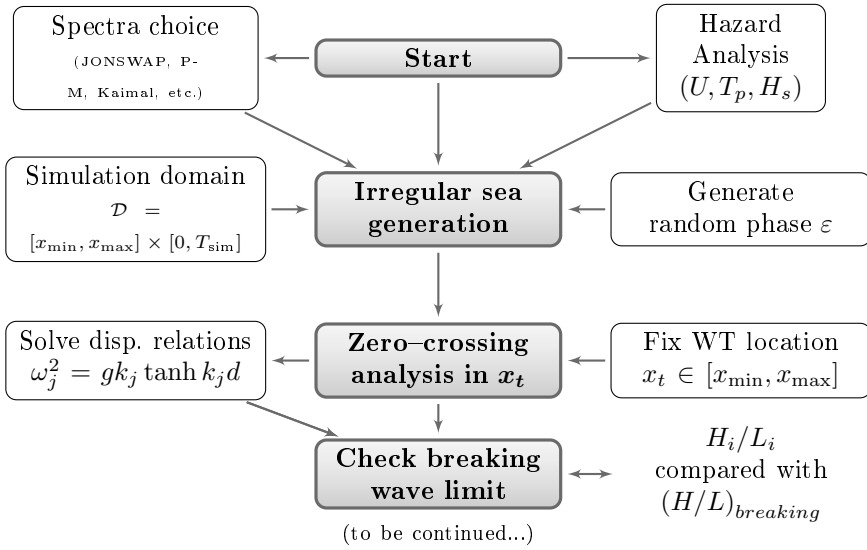 Spectra choice
(JONSWAP, P-
M, Kaimal, etc.)
Start
Hazard
Analysis
(U, T_p, H_s)
Simulation domain
𝒟 =
[x_min, x_max] × [0, T_sim]
Irregular sea
generation
Generate
random phase ε
Solve disp. relations
ω_j^2 = gk_j tanh k_j d
Zero–crossing
analysis in x_t
Fix WT location
x_t ∈ [x_min, x_max]
Check breaking
wave limit
H_i/L_i
compared with
(H/L)_breaking
(to be continued...)